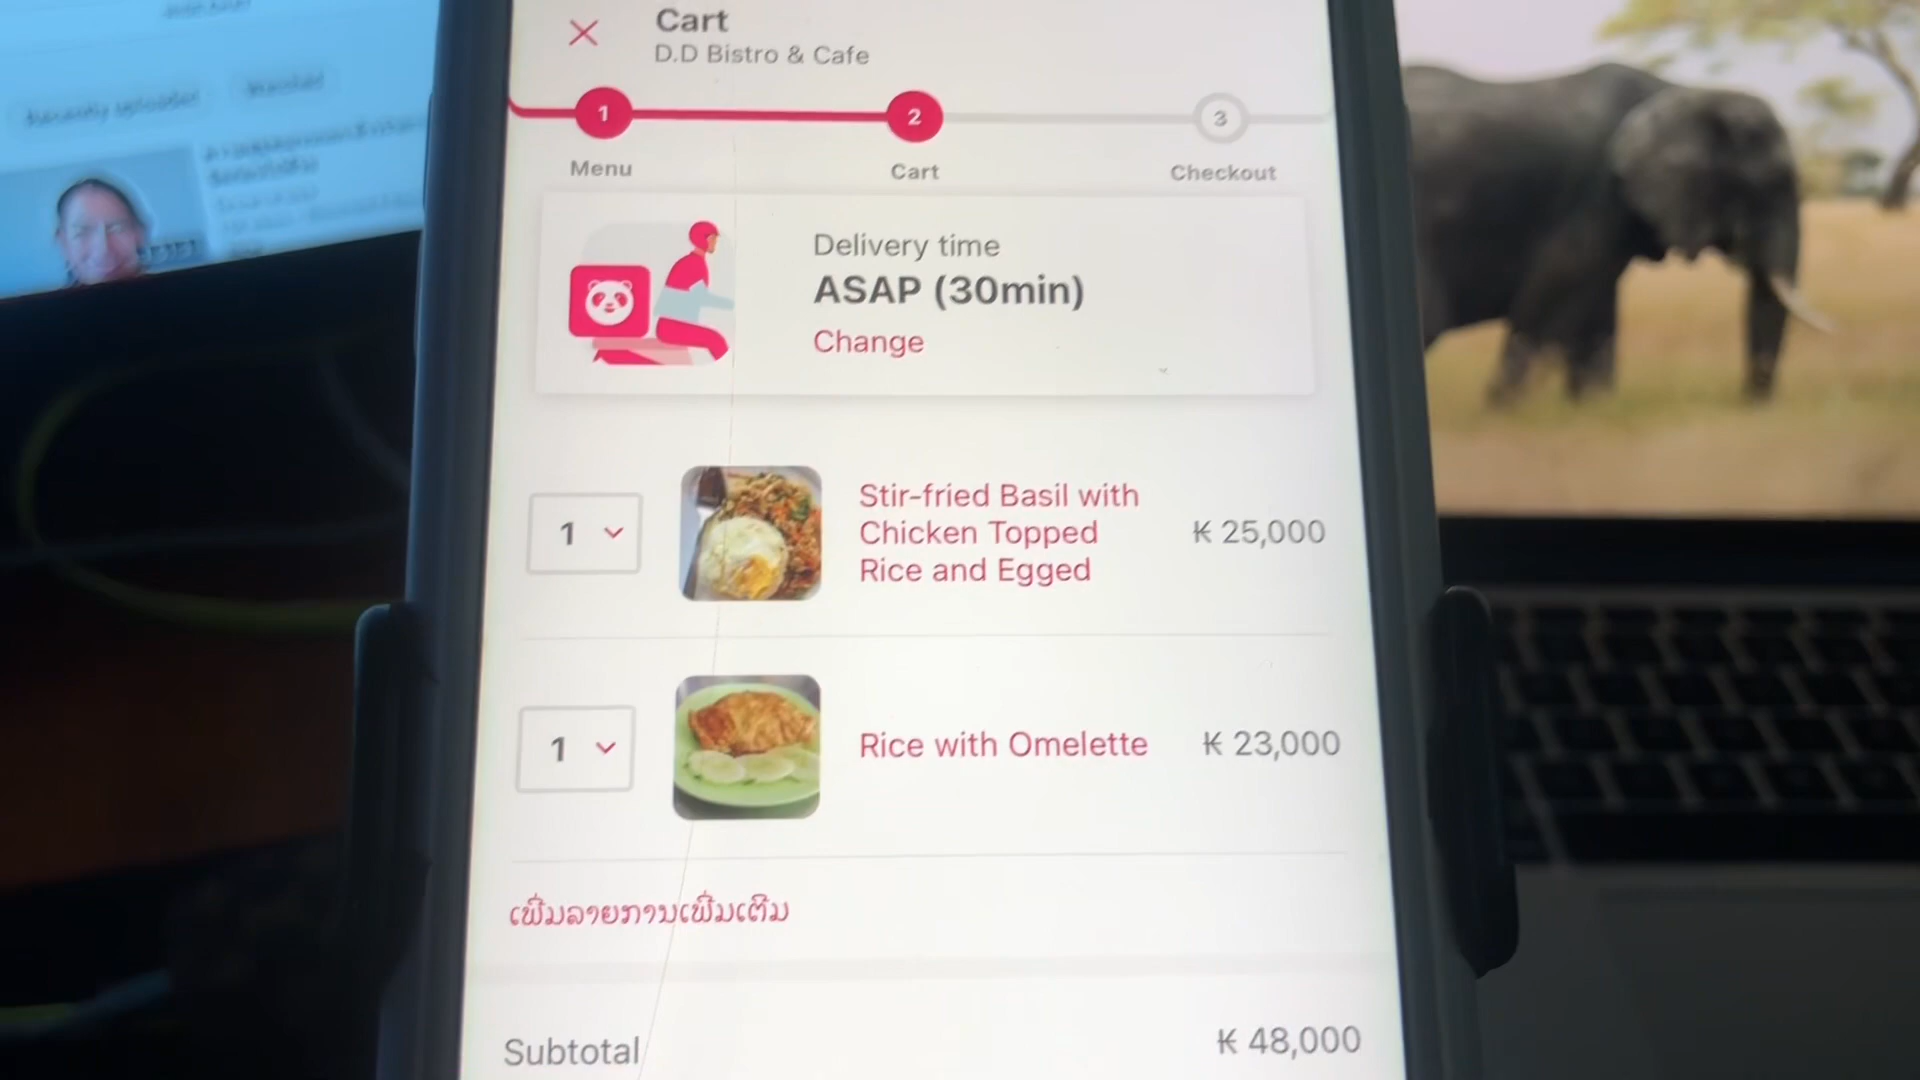 Cart
D.D Bistro & Cafe
1
2
3
Menu
Cart
Checkout
Delivery time
ASAP (30min)
Change
1
Stir-fried Basil with
Chicken Topped
Rice and Egged
₭ 25,000
1
Rice with Omelette
₭ 23,000
ເພີ່ມລາຍການເພີ່ມເຕີມ
Subtotal
₭ 48,000
Recently uploaded